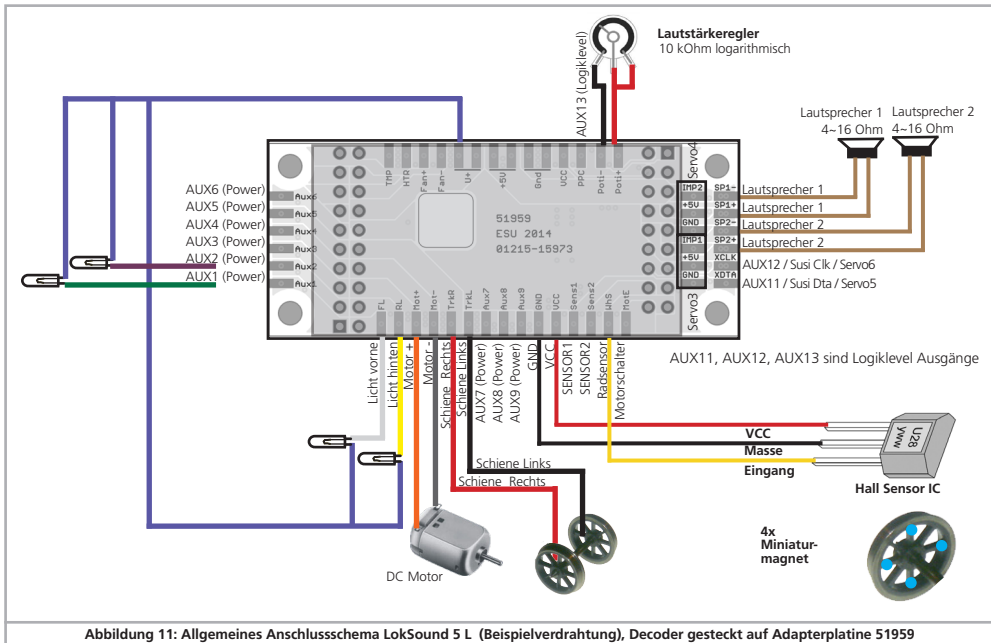 Lautstärkeregler
10 kOhm logarithmisch
AUX13 (Logiklevel)
Lautsprecher 1
4~16 Ohm
Lautsprecher 2
4~16 Ohm
Servo4
TMP
HTR
Fan+
Fan-
U+
+5V
Gnd
VCC
PPC
Poti-
Poti+
AUX6 (Power)
AUX5 (Power)
AUX4 (Power)
AUX3 (Power)
AUX2 (Power)
AUX1 (Power)
Aux6
Aux5
Aux4
Aux3
Aux2
Aux1
51959
ESU 2014
01215-15973
IMP2
+5V
GND
IMP1
+5V
GND
SP1-
SP1+
SP2-
SP2+
XCLK
XDTA
Lautsprecher 1
Lautsprecher 1
Lautsprecher 2
Lautsprecher 2
AUX12 / Susi Clk / Servo6
AUX11 / Susi Dta / Servo5
Servo3
FL
RL
Mot+
Mot-
TrkR
TrkL
Aux7
Aux8
Aux9
GND
VCC
Sens1
Sens2
WhS
MotE
Licht vorne
Licht hinten
Motor +
Motor -
Schiene Rechts
Schiene Links
AUX7 (Power)
AUX8 (Power)
AUX9 (Power)
GND
VCC
SENSOR1
SENSOR2
Radsensor
Motorschalter
AUX11, AUX12, AUX13 sind Logiklevel Ausgänge
VCC
Masse
Eingang
U28
yww
Hall Sensor IC
Schiene Links
Schiene Rechts
DC Motor
4x
Miniatur-
magnet
Abbildung 11: Allgemeines Anschlussschema LokSound 5 L (Beispielverdrahtung), Decoder gesteckt auf Adapterplatine 51959